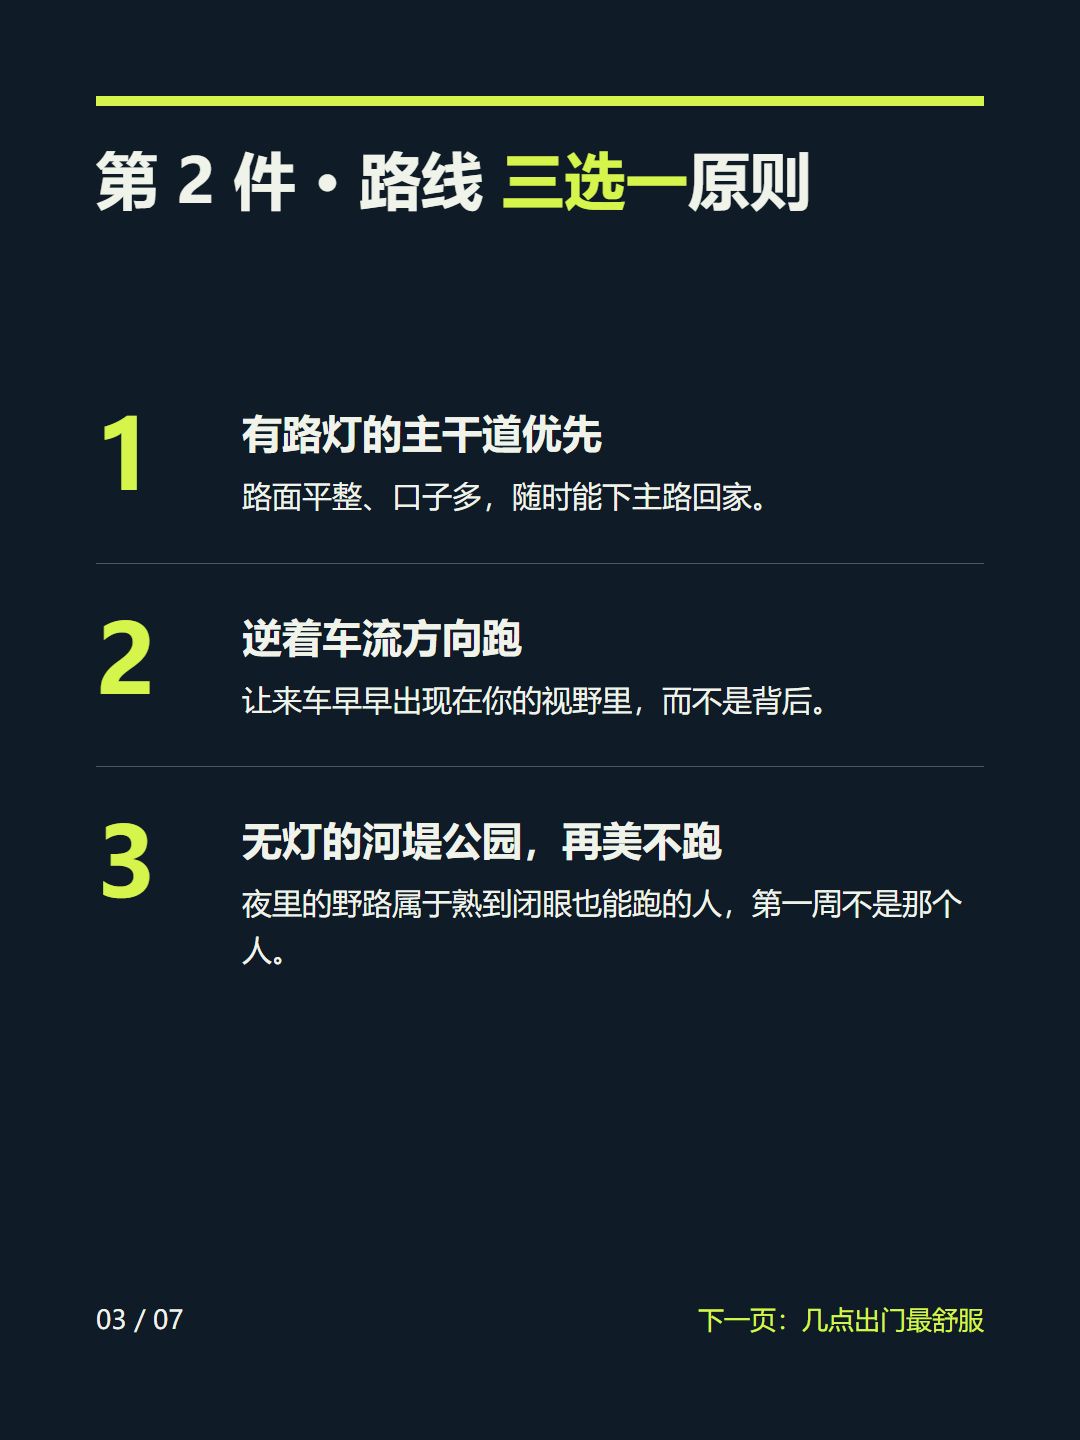 第 2 件 · 路线 三选一原则
1
有路灯的主干道优先
路面平整、口子多，随时能下主路回家。
2
逆着车流方向跑
让来车早早出现在你的视野里，而不是背后。
3
无灯的河堤公园，再美不跑
夜里的野路属于熟到闭眼也能跑的人，第一周不是那个
人。
03 / 07
下一页：几点出门最舒服